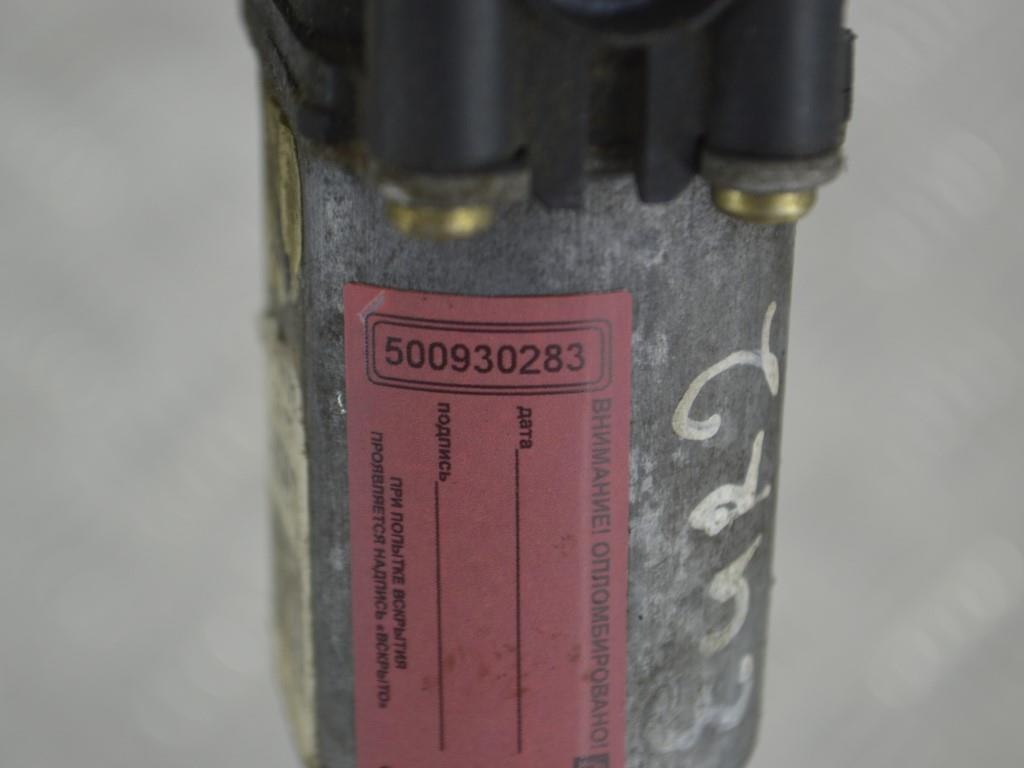 500930283
ВНИМАНИЕ! ОПЛОМБИРОВАНО!
дата
подпись
ПРИ ПОПЫТКЕ ВСКРЫТИЯ
ПРОЯВЛЯЕТСЯ НАДПИСЬ «ВСКРЫТО»